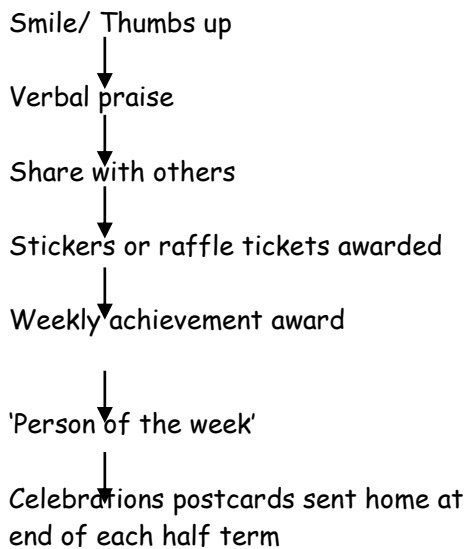 Smile/ Thumbs up
Verbal praise
Share with others
Stickers or raffle tickets awarded
Weekly achievement award
‘Person of the week’
Celebrations postcards sent home at
end of each half term